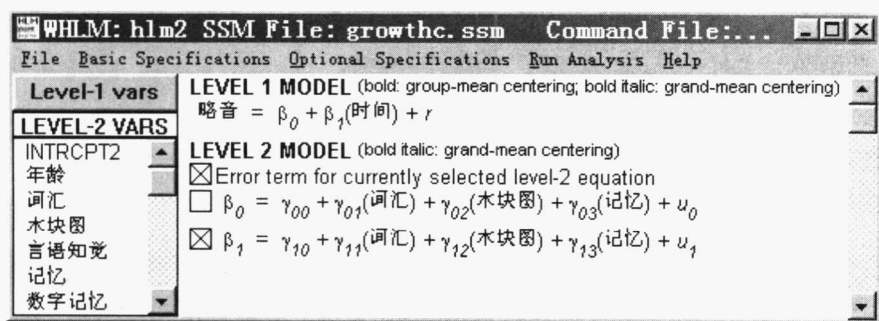 WHLM: hlm2 SSM File: growthc.ssm Command File:...
File Basic Specifications Optional Specifications Run Analysis Help
Level-1 vars
LEVEL-2 VARS
INTRCPT2
年龄
词汇
木块图
言语知觉
记忆
数字记忆
LEVEL 1 MODEL (bold: group-mean centering; bold italic: grand-mean centering)
略音 = β0 + β1(时间) + r
LEVEL 2 MODEL (bold italic: grand-mean centering)
Error term for currently selected level-2 equation
β0 = γ00 + γ01(词汇) + γ02(木块图) + γ03(记忆) + u0
β1 = γ10 + γ11(词汇) + γ12(木块图) + γ13(记忆) + u1